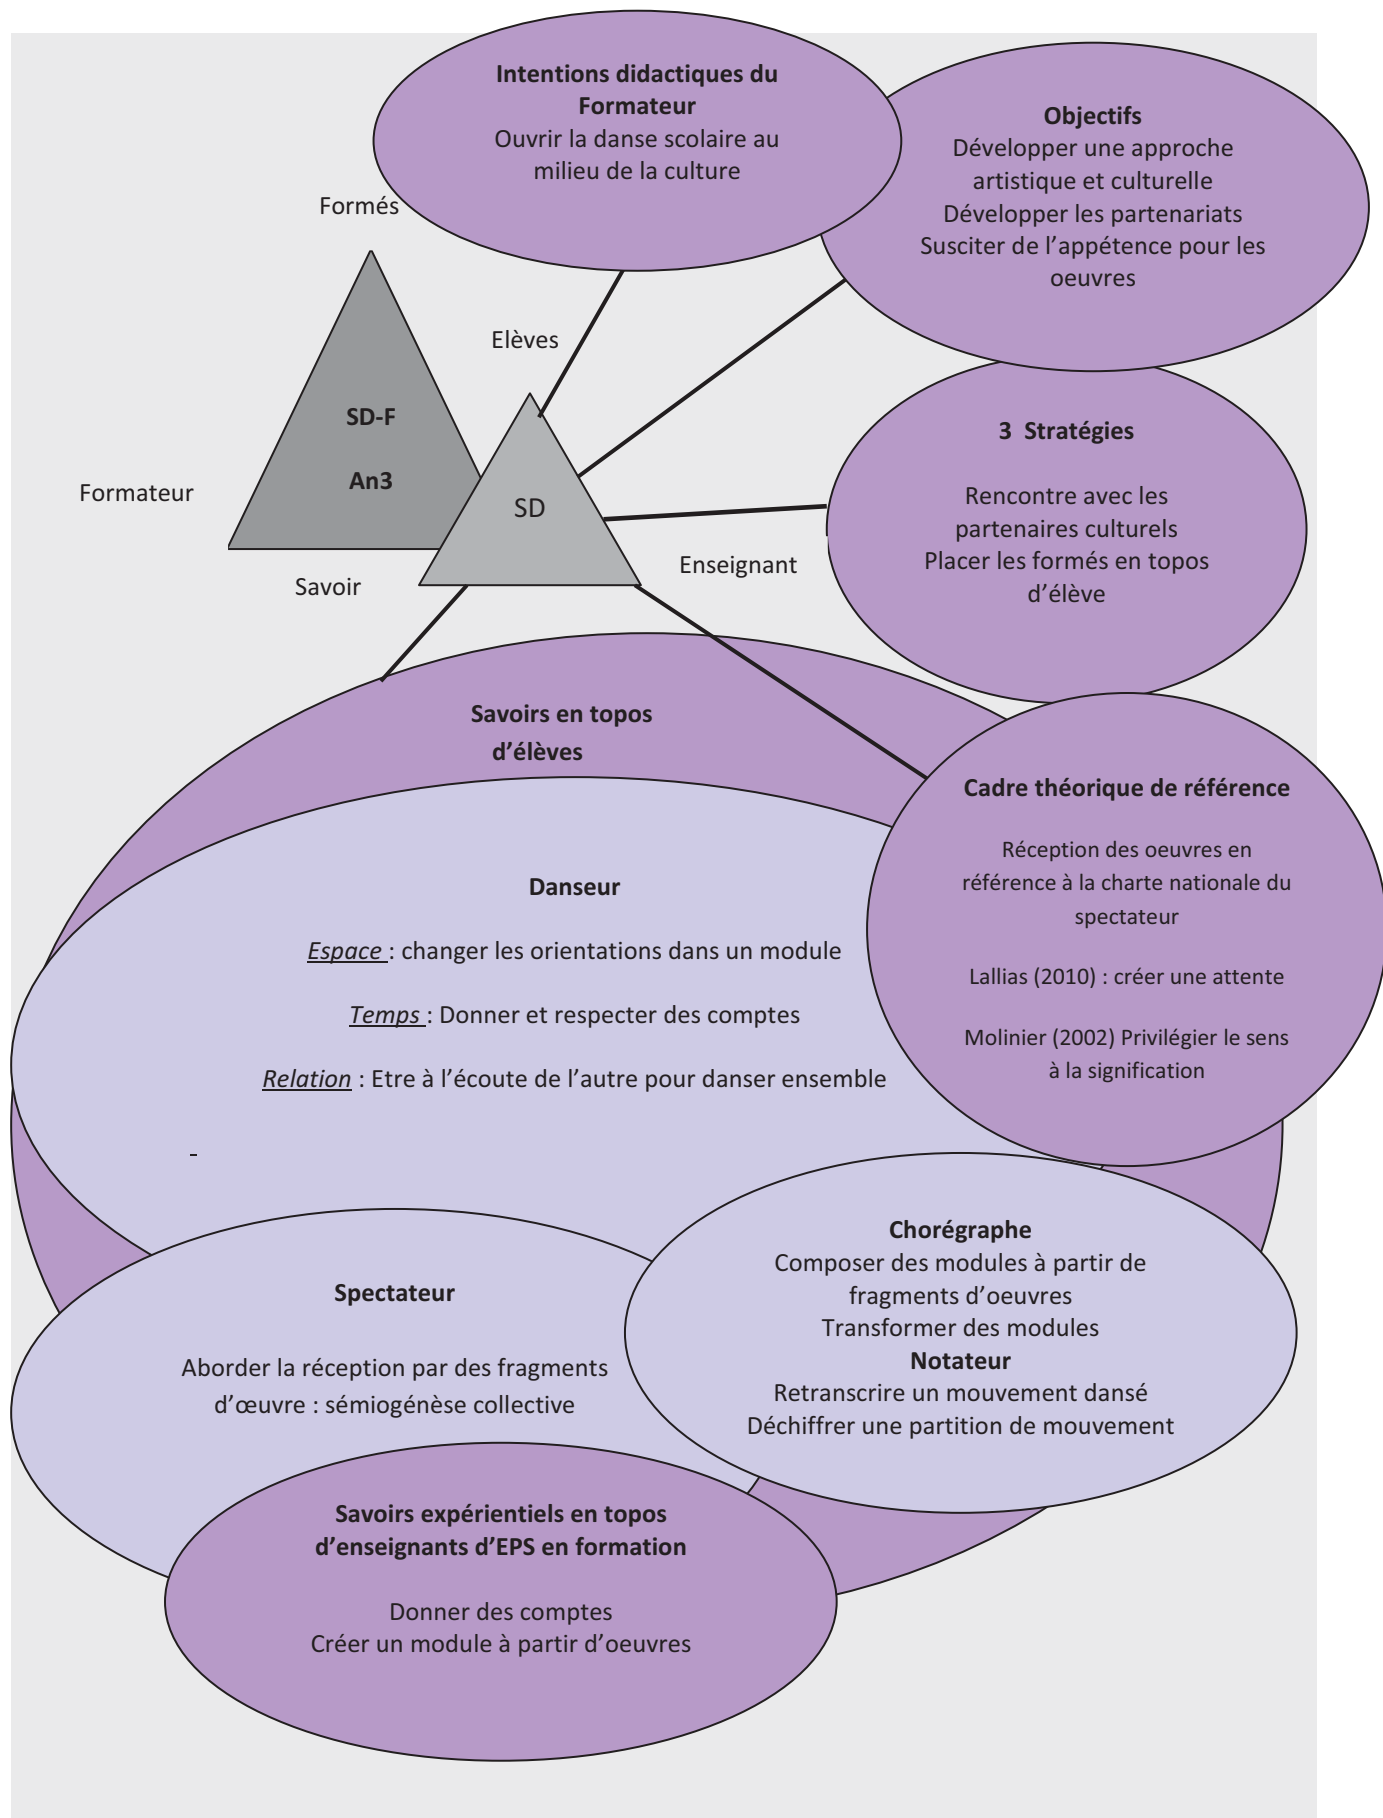 Intentions didactiques du
Formateur
Ouvrir la danse scolaire au
milieu de la culture
Objectifs
Développer une approche
artistique et culturelle
Développer les partenariats
Susciter de l’appétence pour les
oeuvres
Formés
Elèves
SD-F
An3
Formateur
SD
Savoir
Enseignant
3 Stratégies
Rencontre avec les
partenaires culturels
Placer les formés en topos
d’élève
Savoirs en topos
d’élèves
Cadre théorique de référence
Réception des oeuvres en
référence à la charte nationale du
spectateur
Lallias (2010) : créer une attente
Molinier (2002) Privilégier le sens
à la signification
Danseur
Espace : changer les orientations dans un module
Temps : Donner et respecter des comptes
Relation : Etre à l’écoute de l’autre pour danser ensemble
-
Chorégraphe
Composer des modules à partir de
fragments d’oeuvres
Transformer des modules
Notateur
Retranscrire un mouvement dansé
Déchiffrer une partition de mouvement
Spectateur
Aborder la réception par des fragments
d’œuvre : sémiogénèse collective
Savoirs expérientiels en topos
d’enseignants d’EPS en formation
Donner des comptes
Créer un module à partir d’oeuvres